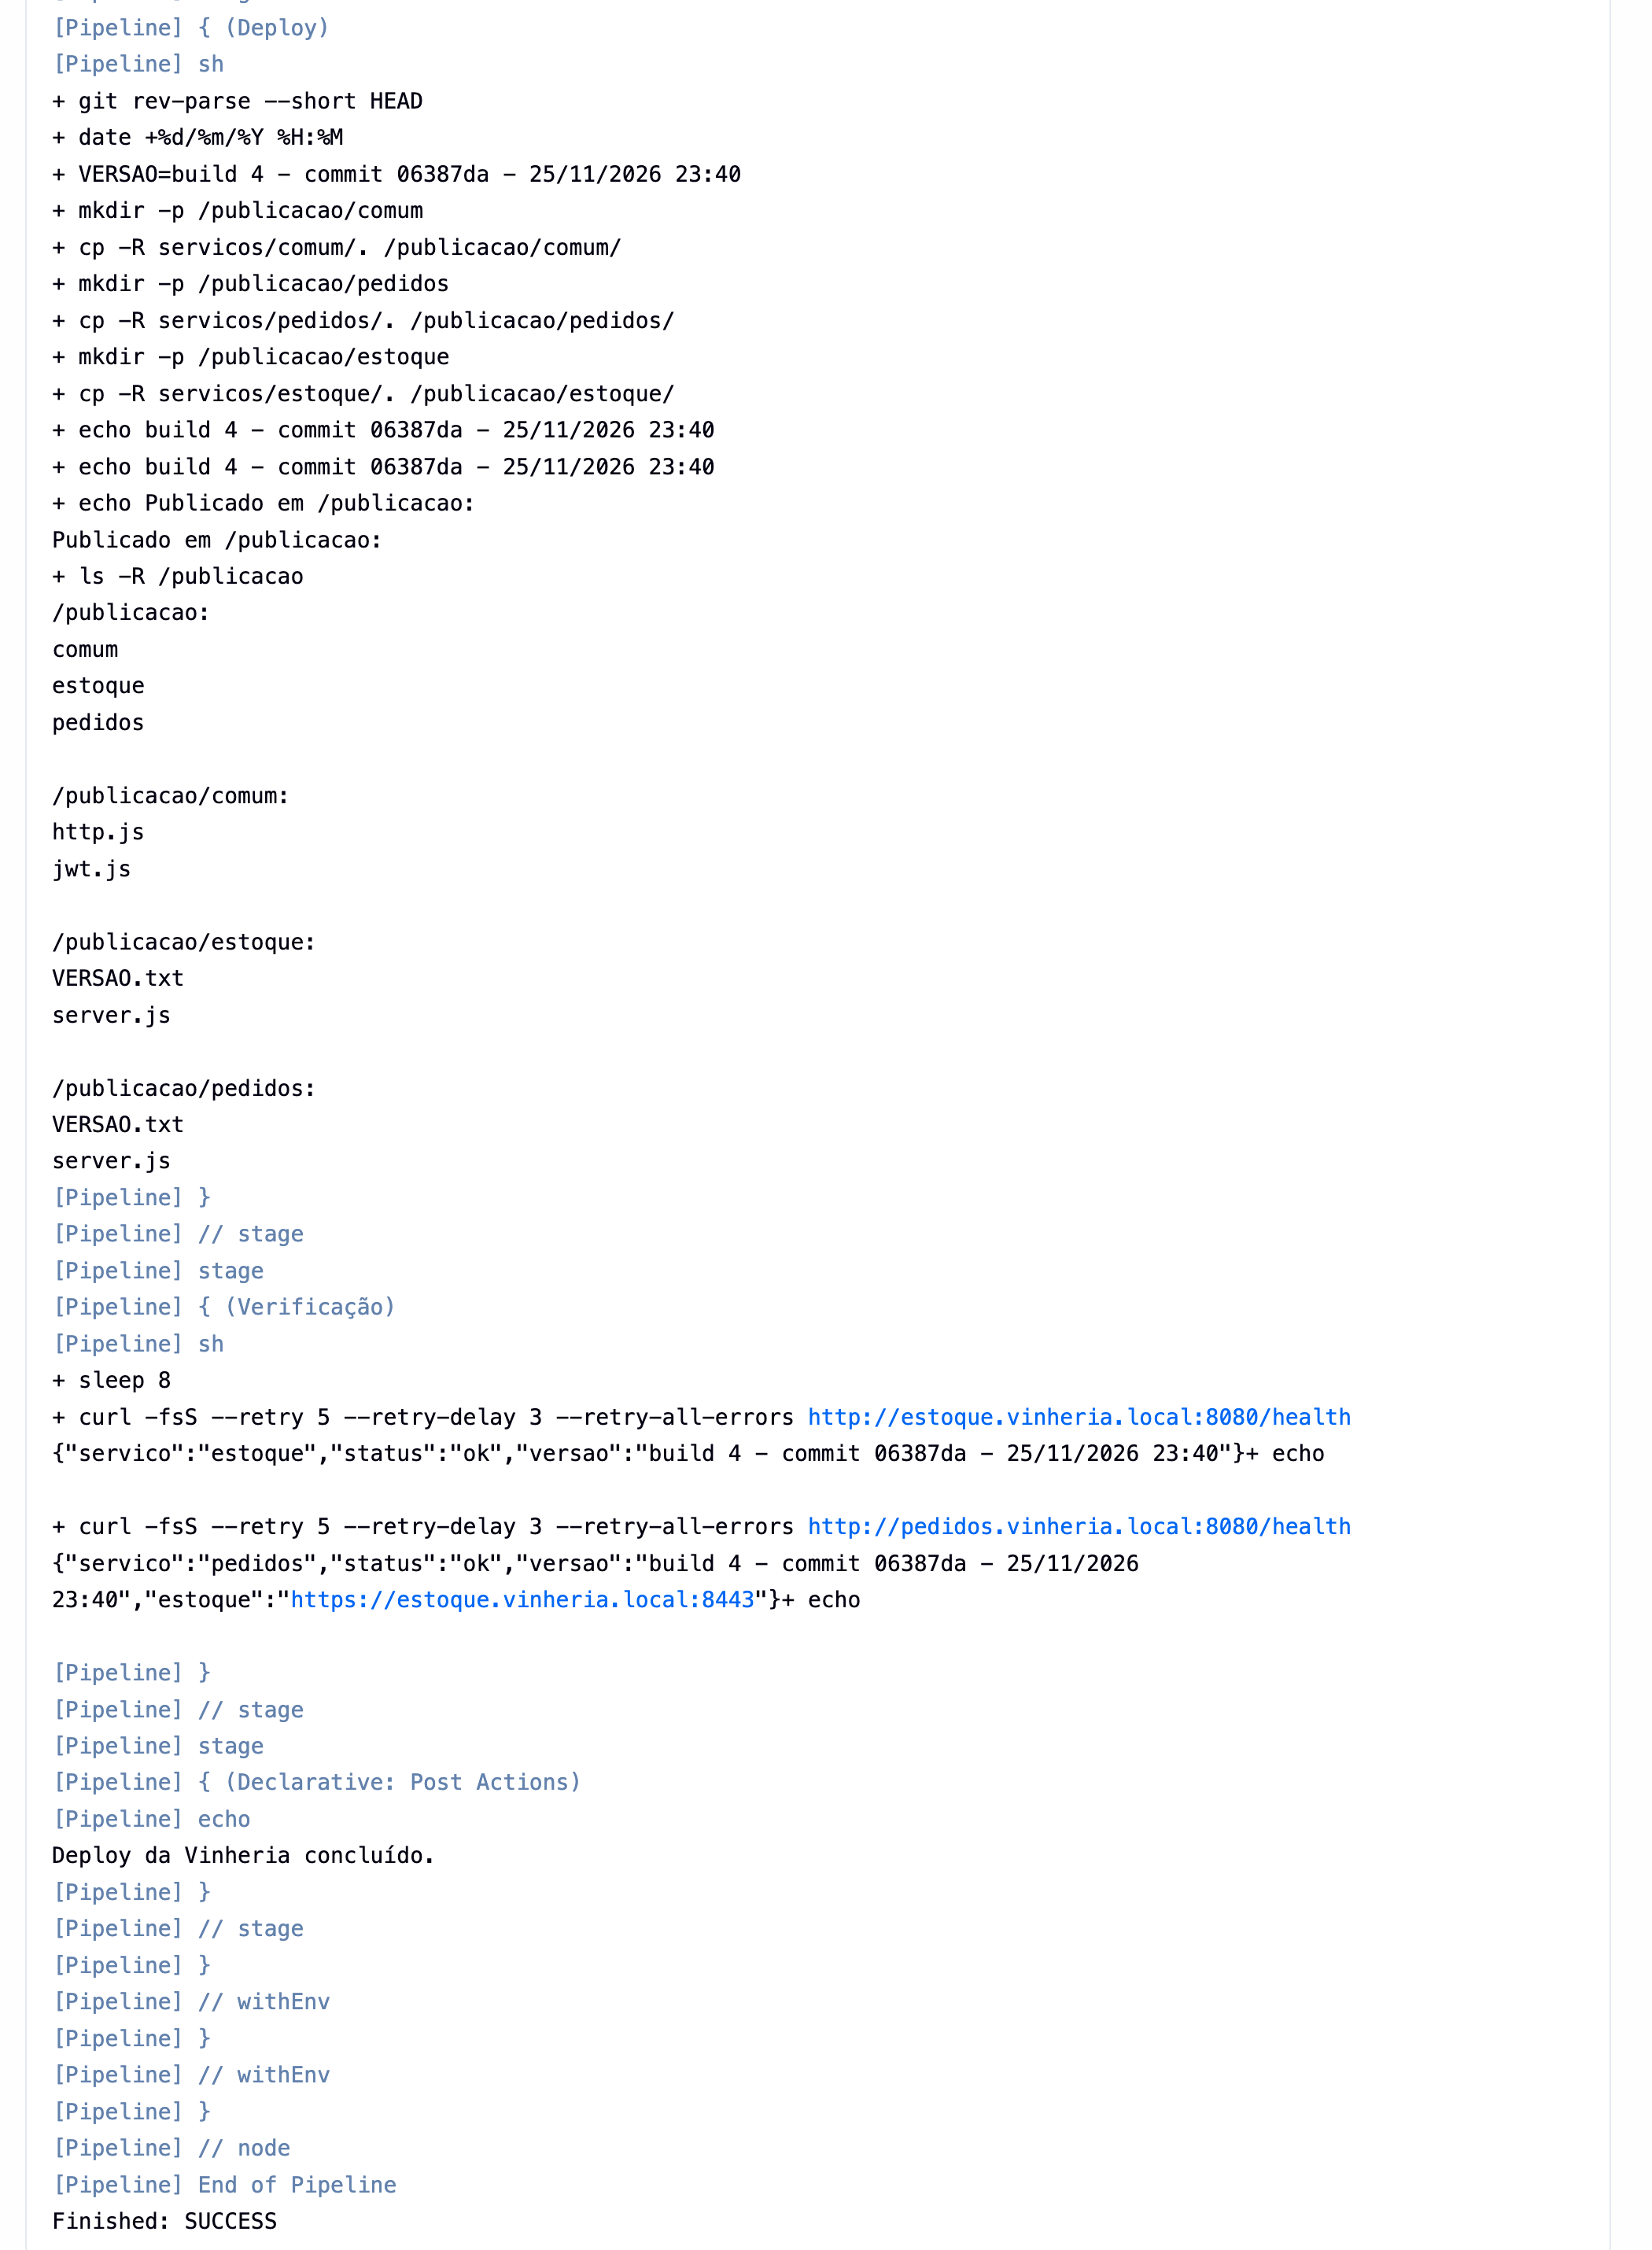 [Pipeline] { (Deploy)
[Pipeline] sh
+ git rev-parse --short HEAD
+ date +%d/%m/%Y %H:%M
+ VERSAO=build 4 - commit 06387da - 25/11/2026 23:40
+ mkdir -p /publicacao/comum
+ cp -R servicos/comum/. /publicacao/comum/
+ mkdir -p /publicacao/pedidos
+ cp -R servicos/pedidos/. /publicacao/pedidos/
+ mkdir -p /publicacao/estoque
+ cp -R servicos/estoque/. /publicacao/estoque/
+ echo build 4 - commit 06387da - 25/11/2026 23:40
+ echo build 4 - commit 06387da - 25/11/2026 23:40
+ echo Publicado em /publicacao:
Publicado em /publicacao:
+ ls -R /publicacao
/publicacao:
comum
estoque
pedidos

/publicacao/comum:
http.js
jwt.js

/publicacao/estoque:
VERSAO.txt
server.js

/publicacao/pedidos:
VERSAO.txt
server.js
[Pipeline] }
[Pipeline] // stage
[Pipeline] stage
[Pipeline] { (Verificação)
[Pipeline] sh
+ sleep 8
+ curl -fsS --retry 5 --retry-delay 3 --retry-all-errors http://estoque.vinheria.local:8080/health
{"servico":"estoque","status":"ok","versao":"build 4 - commit 06387da - 25/11/2026 23:40"}+ echo

+ curl -fsS --retry 5 --retry-delay 3 --retry-all-errors http://pedidos.vinheria.local:8080/health
{"servico":"pedidos","status":"ok","versao":"build 4 - commit 06387da - 25/11/2026
23:40","estoque":"https://estoque.vinheria.local:8443"}+ echo

[Pipeline] }
[Pipeline] // stage
[Pipeline] stage
[Pipeline] { (Declarative: Post Actions)
[Pipeline] echo
Deploy da Vinheria concluído.
[Pipeline] }
[Pipeline] // stage
[Pipeline] }
[Pipeline] // withEnv
[Pipeline] }
[Pipeline] // withEnv
[Pipeline] }
[Pipeline] // node
[Pipeline] End of Pipeline
Finished: SUCCESS